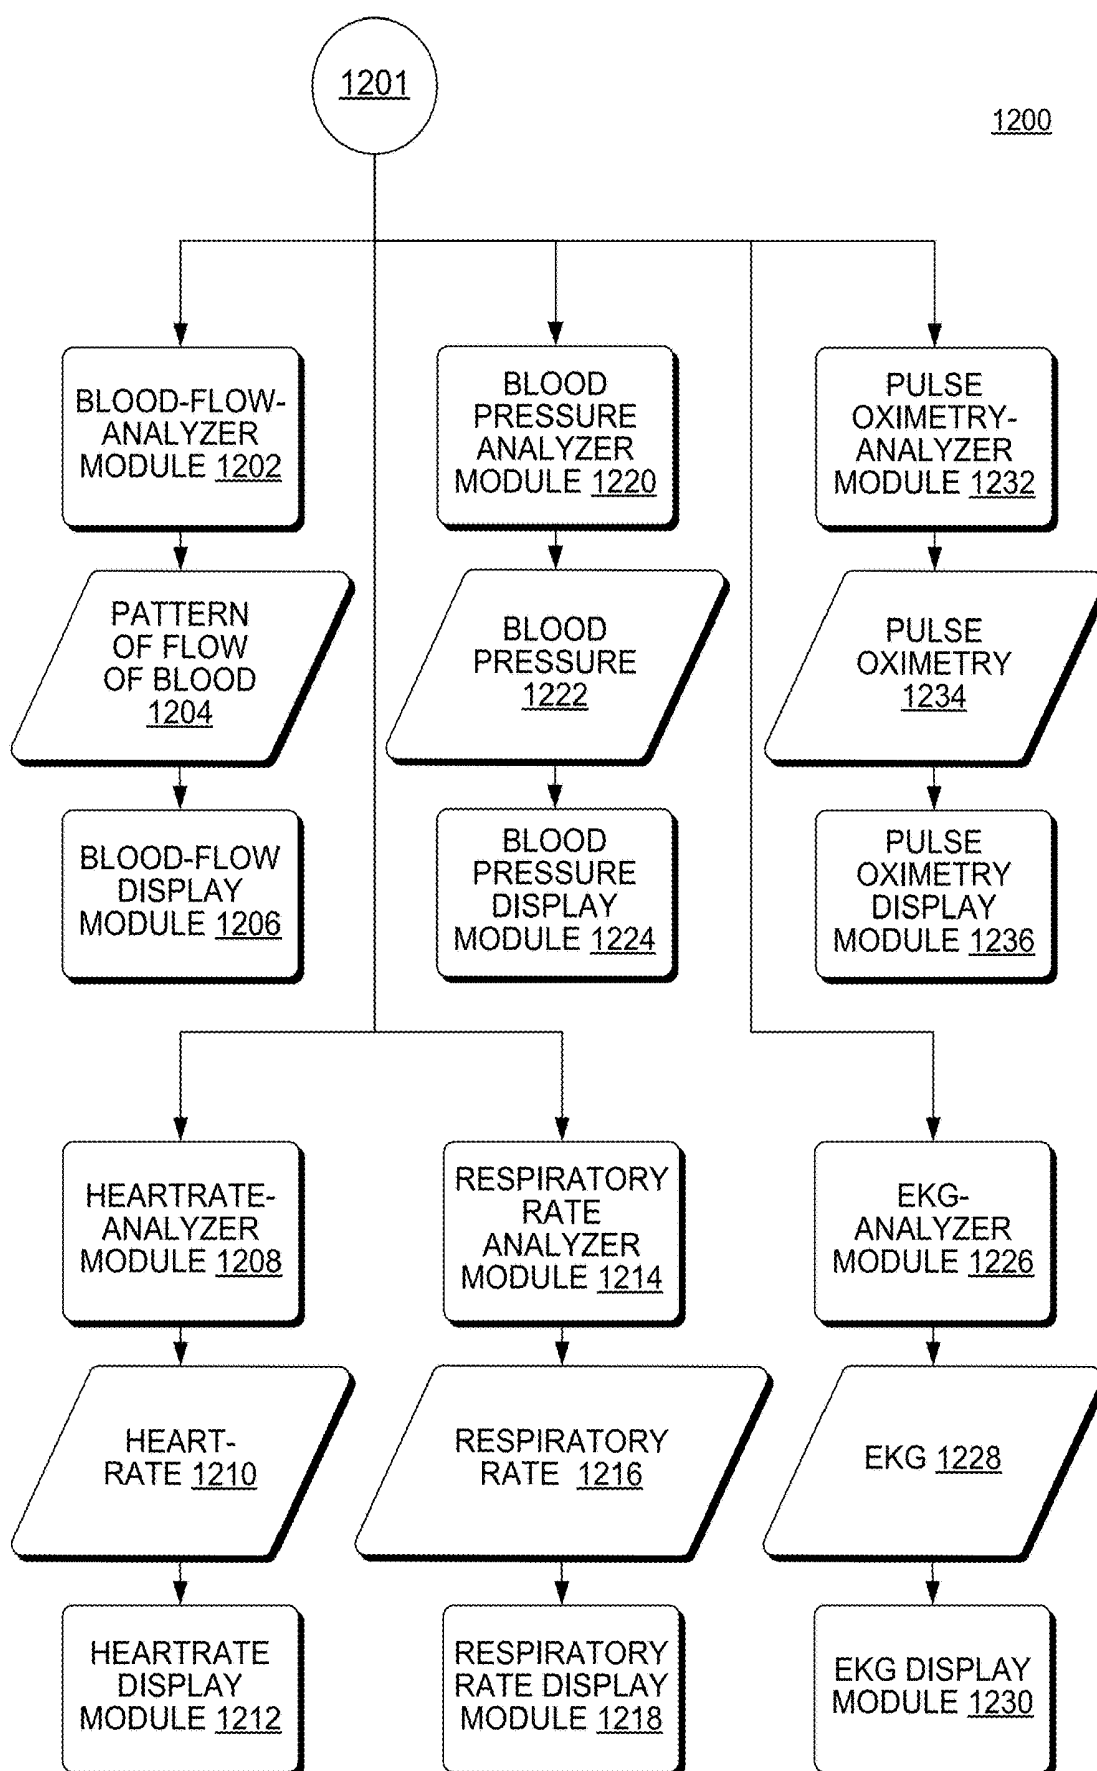 1201
1200
BLOOD-FLOW-
ANALYZER
MODULE 1202
BLOOD
PRESSURE
ANALYZER
MODULE 1220
PULSE
OXIMETRY-
ANALYZER
MODULE 1232
PATTERN
OF FLOW
OF BLOOD
1204
BLOOD
PRESSURE
1222
PULSE
OXIMETRY
1234
BLOOD-FLOW
DISPLAY
MODULE 1206
BLOOD
PRESSURE
DISPLAY
MODULE 1224
PULSE
OXIMETRY
DISPLAY
MODULE 1236
HEARTRATE-
ANALYZER
MODULE 1208
RESPIRATORY
RATE
ANALYZER
MODULE 1214
EKG-
ANALYZER
MODULE 1226
HEART-
RATE 1210
RESPIRATORY
RATE 1216
EKG 1228
HEARTRATE
DISPLAY
MODULE 1212
RESPIRATORY
RATE DISPLAY
MODULE 1218
EKG DISPLAY
MODULE 1230